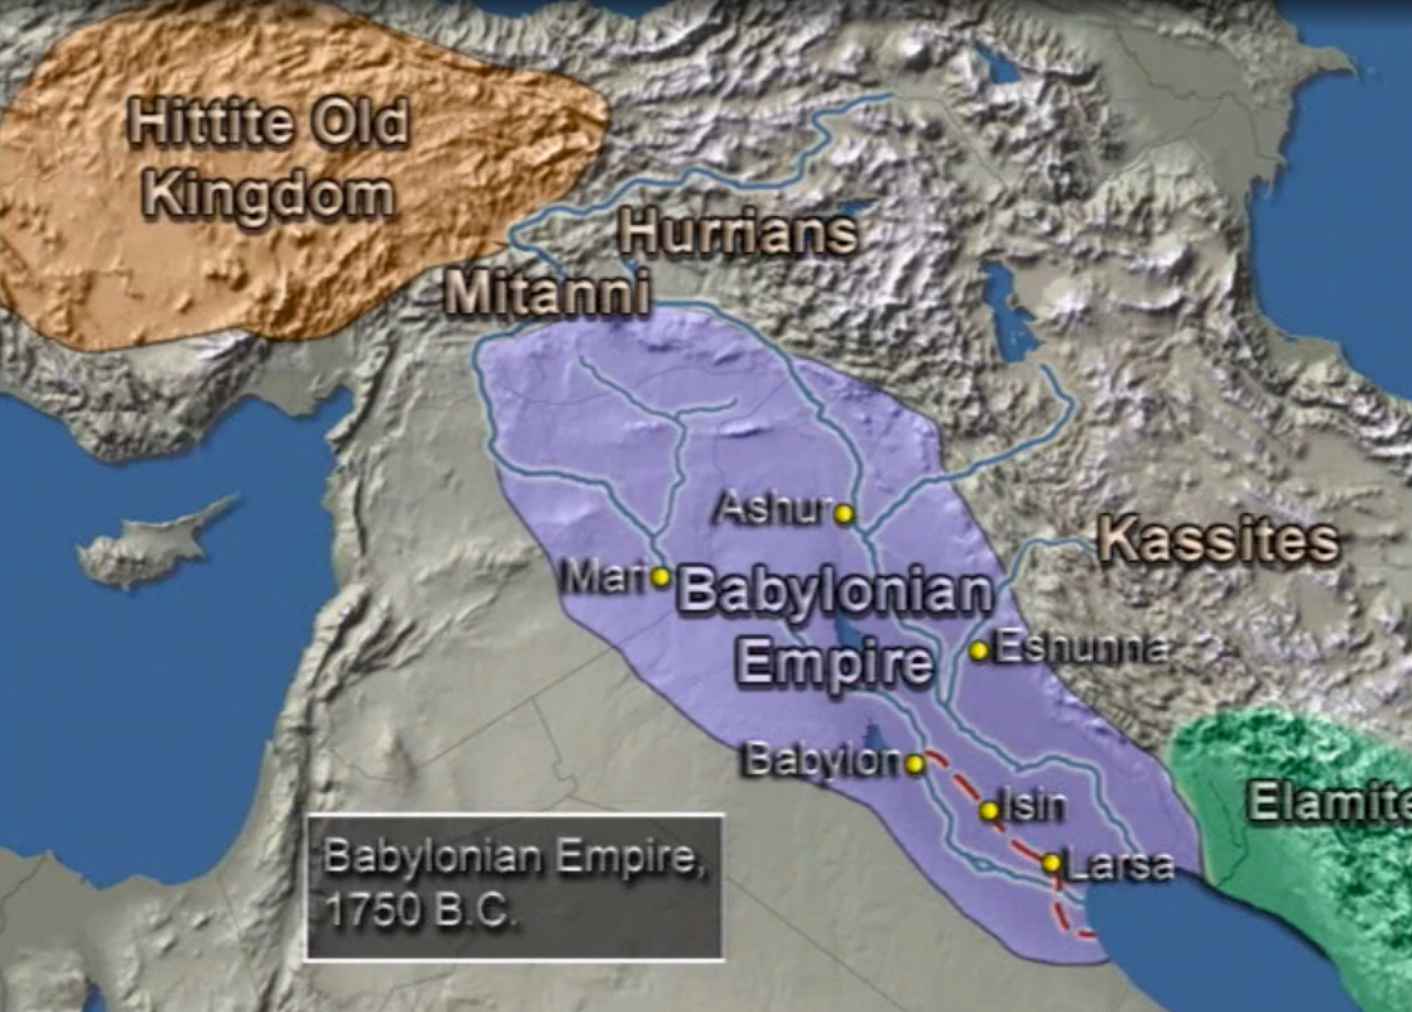 Hittite Old
Kingdom
Hurrians
Mitanni
Ashur
Kassites
Mari
Babylonian
Empire
Eshunna
Babylon
Isin
Elamite
Larsa
Babylonian Empire,
1750 B.C.